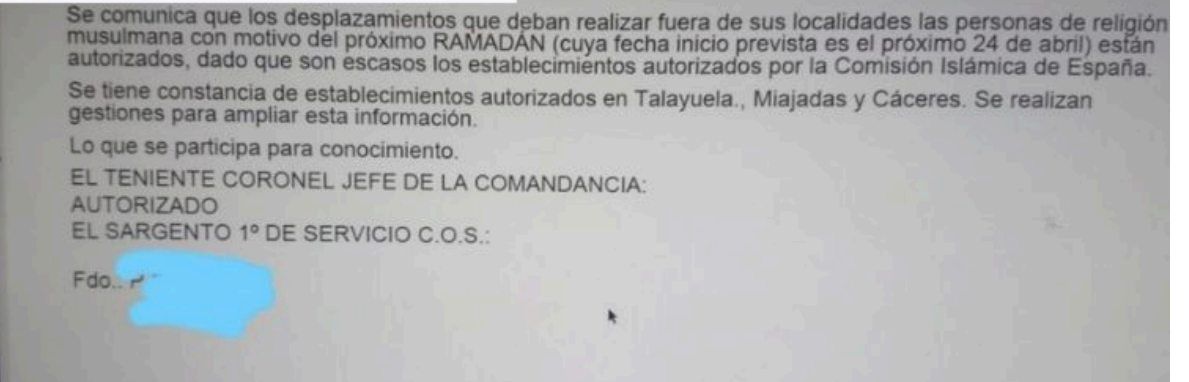 Se comunica que los desplazamientos que deban realizar fuera de sus localidades las personas de religión
musulmana con motivo del próximo RAMADÁN (cuya fecha inicio prevista es el próximo 24 de abril) están
autorizados, dado que son escasos los establecimientos autorizados por la Comisión Islámica de España.
Se tiene constancia de establecimientos autorizados en Talayuela., Miajadas y Cáceres. Se realizan
gestiones para ampliar esta información.
Lo que se participa para conocimiento.
EL TENIENTE CORONEL JEFE DE LA COMANDANCIA:
AUTORIZADO
EL SARGENTO 1º DE SERVICIO C.O.S.:
Fdo..